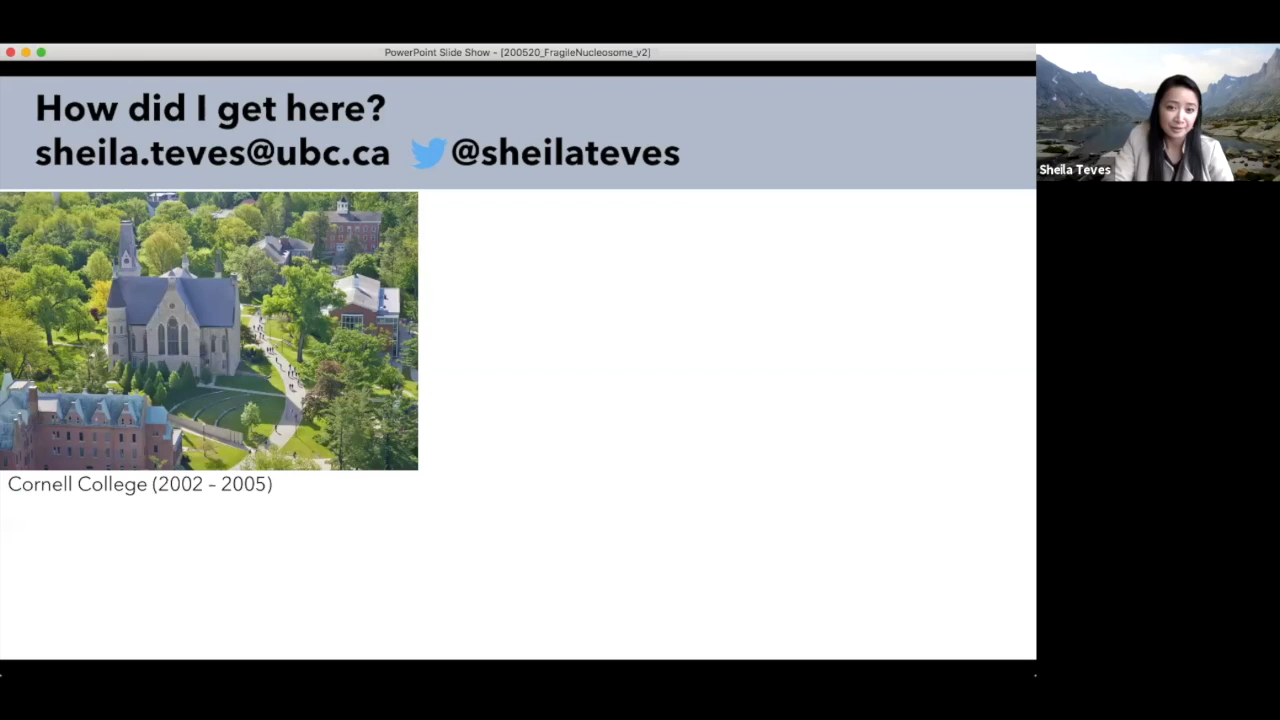 PowerPoint Slide Show - [200520_FragileNucleosome_v2]
How did I get here?
sheila.teves@ubc.ca @sheilateves
Sheila Teves
Cornell College (2002 – 2005)